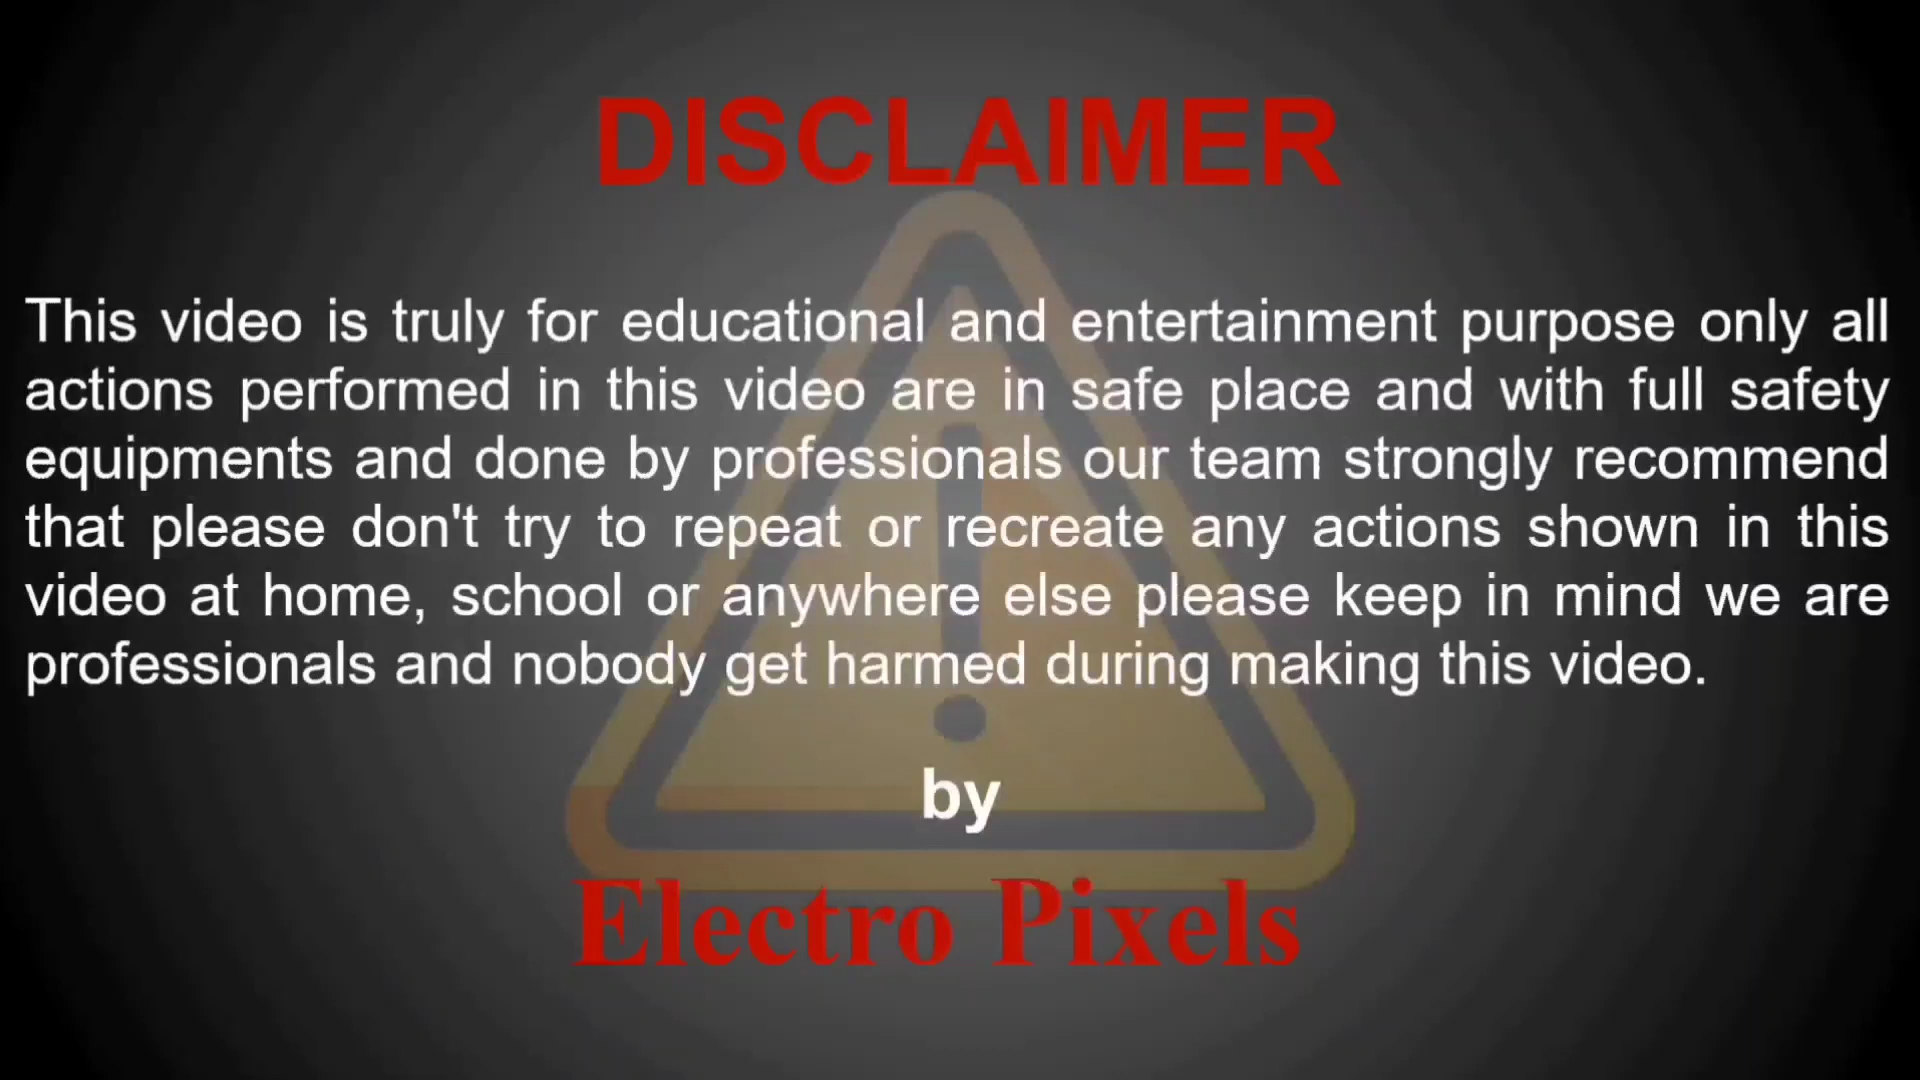 DISCLAIMER
This video is truly for educational and entertainment purpose only all
actions performed in this video are in safe place and with full safety
equipments and done by professionals our team strongly recommend
that please don't try to repeat or recreate any actions shown in this
video at home, school or anywhere else please keep in mind we are
professionals and nobody get harmed during making this video.
by
Electro Pixels